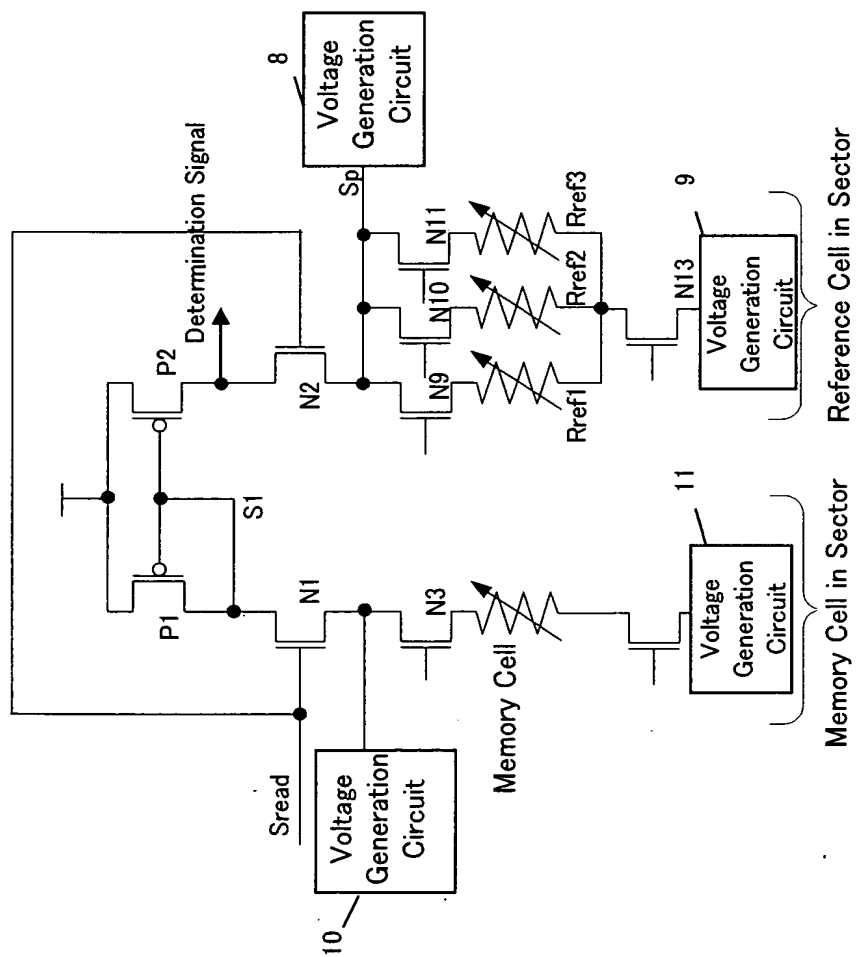 P1
P2
S1
Determination Signal
Sread
N1
N2
Sp
8
Voltage
Generation
Circuit
10
Voltage
Generation
Circuit
N3
N9
N10
N11
Memory Cell
Rref1
Rref2
Rref3
N13
11
Voltage
Generation
Circuit
9
Voltage
Generation
Circuit
Memory Cell in Sector
Reference Cell in Sector